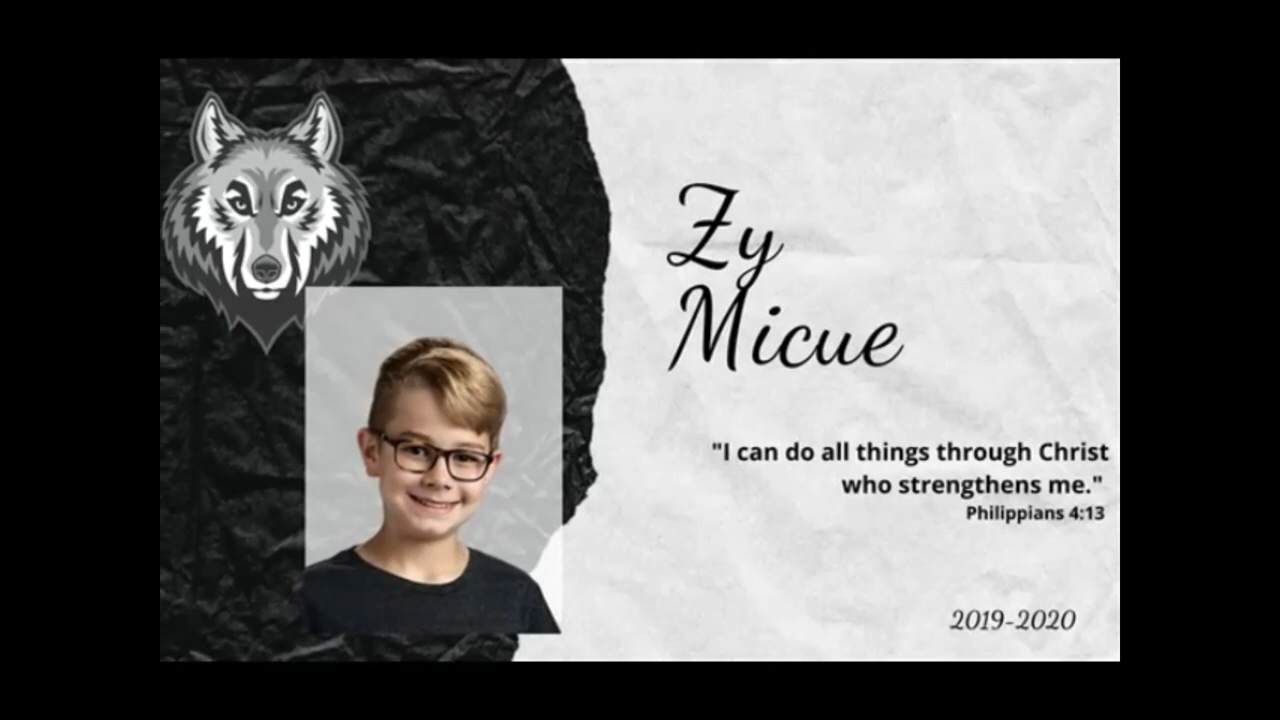 Zy
Micue
"I can do all things through Christ
who strengthens me."
Philippians 4:13
2019-2020